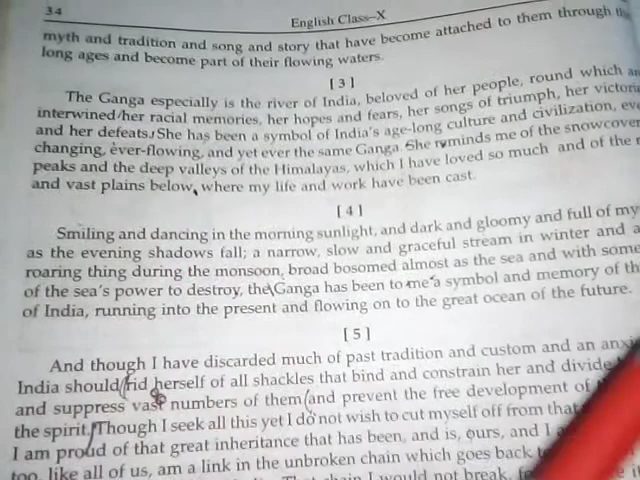 34
English Class–X
myth and tradition and song and story that have become attached to them through
long ages and become part of their flowing waters.
[ 3 ]
The Ganga especially is the river of India, beloved of her people, round which
intertwined her racial memories, her hopes and fears, her songs of triumph, her
and her defeats. She has been a symbol of India's age-long culture and civilization,
changing, ever-flowing, and yet ever the same Ganga. She reminds me of the
peaks and the deep valleys of the Himalayas, which I have loved so much and of the
and vast plains below, where my life and work have been cast.
[ 4 ]
Smiling and dancing in the morning sunlight, and dark and gloomy and full of
as the evening shadows fall; a narrow, slow and graceful stream in winter and
roaring thing during the monsoon, broad bosomed almost as the sea and with
of the sea's power to destroy, the Ganga has been to me a symbol and memory of
of India, running into the present and flowing on to the great ocean of the future.
[ 5 ]
And though I have discarded much of past tradition and custom and an
India should rid herself of all shackles that bind and constrain her and
and suppress vast numbers of them and prevent the free development of
the spirit. Though I seek all this yet I do not wish to cut myself off from
I am proud of that great inheritance that has been, and is, ours, and I
too, like all of us, am a link in the unbroken chain which goes back
That chain I would not break,